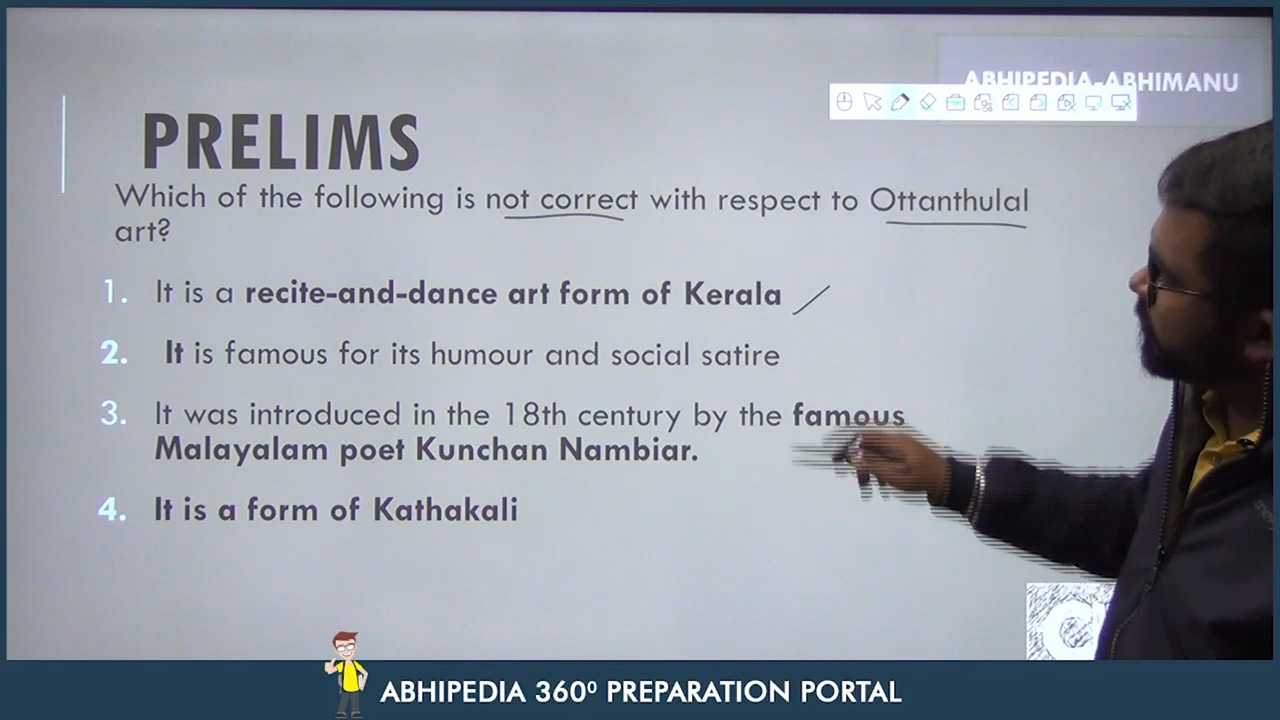 ABHIPEDIA-ABHIMANU
PRELIMS
Which of the following is not correct with respect to Ottanthulal
art?
1. It is a recite-and-dance art form of Kerala
2. It is famous for its humour and social satire
3. It was introduced in the 18th century by the famous
Malayalam poet Kunchan Nambiar.
4. It is a form of Kathakali
ABHIPEDIA 360⁰ PREPARATION PORTAL